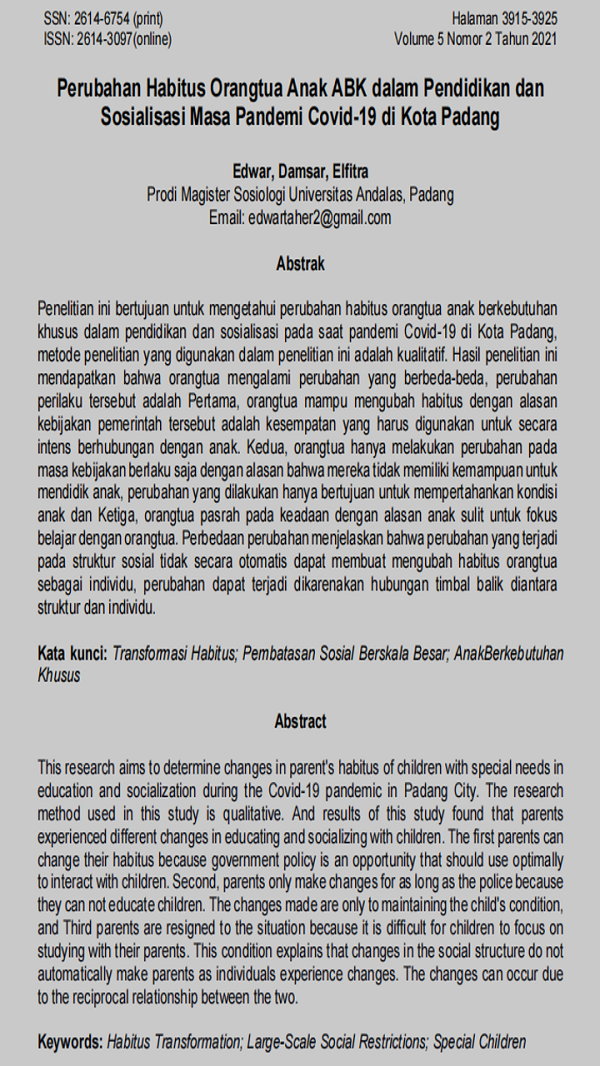 SSN: 2614-6754 (print)
Halaman 3915-3925
ISSN: 2614-3097(online)
Volume 5 Nomor 2 Tahun 2021
Perubahan Habitus Orangtua Anak ABK dalam Pendidikan dan
Sosialisasi Masa Pandemi Covid-19 di Kota Padang
Edwar, Damsar, Elfitra
Prodi Magister Sosiologi Universitas Andalas, Padang
Email: edwartaher2@gmail.com
Abstrak
Penelitian ini bertujuan untuk mengetahui perubahan habitus orangtua anak berkebutuhan
khusus dalam pendidikan dan sosialisasi pada saat pandemi Covid-19 di Kota Padang,
metode penelitian yang digunakan dalam penelitian ini adalah kualitatif. Hasil penelitian ini
mendapatkan bahwa orangtua mengalami perubahan yang berbeda-beda, perubahan
perilaku tersebut adalah Pertama, orangtua mampu mengubah habitus dengan alasan
kebijakan pemerintah tersebut adalah kesempatan yang harus digunakan untuk secara
intens berhubungan dengan anak. Kedua, orangtua hanya melakukan perubahan pada
masa kebijakan berlaku saja dengan alasan bahwa mereka tidak memiliki kemampuan untuk
mendidik anak, perubahan yang dilakukan hanya bertujuan untuk mempertahankan kondisi
anak dan Ketiga, orangtua pasrah pada keadaan dengan alasan anak sulit untuk fokus
belajar dengan orangtua. Perbedaan perubahan menjelaskan bahwa perubahan yang terjadi
pada struktur sosial tidak secara otomatis dapat membuat mengubah habitus orangtua
sebagai individu, perubahan dapat terjadi dikarenakan hubungan timbal balik diantara
struktur dan individu.
Kata kunci: Transformasi Habitus; Pembatasan Sosial Berskala Besar; AnakBerkebutuhan
Khusus
Abstract
This research aims to determine changes in parent's habitus of children with special needs in
education and socialization during the Covid-19 pandemic in Padang City. The research
method used in this study is qualitative. And results of this study found that parents
experienced different changes in educating and socializing with children. The first parents can
change their habitus because government policy is an opportunity that should use optimally
to interact with children. Second, parents only make changes for as long as the police because
they can not educate children. The changes made are only to maintaining the child's condition,
and Third parents are resigned to the situation because it is difficult for children to focus on
studying with their parents. This condition explains that changes in the social structure do not
automatically make parents as individuals experience changes. The changes can occur due
to the reciprocal relationship between the two.
Keywords: Habitus Transformation; Large-Scale Social Restrictions; Special Children